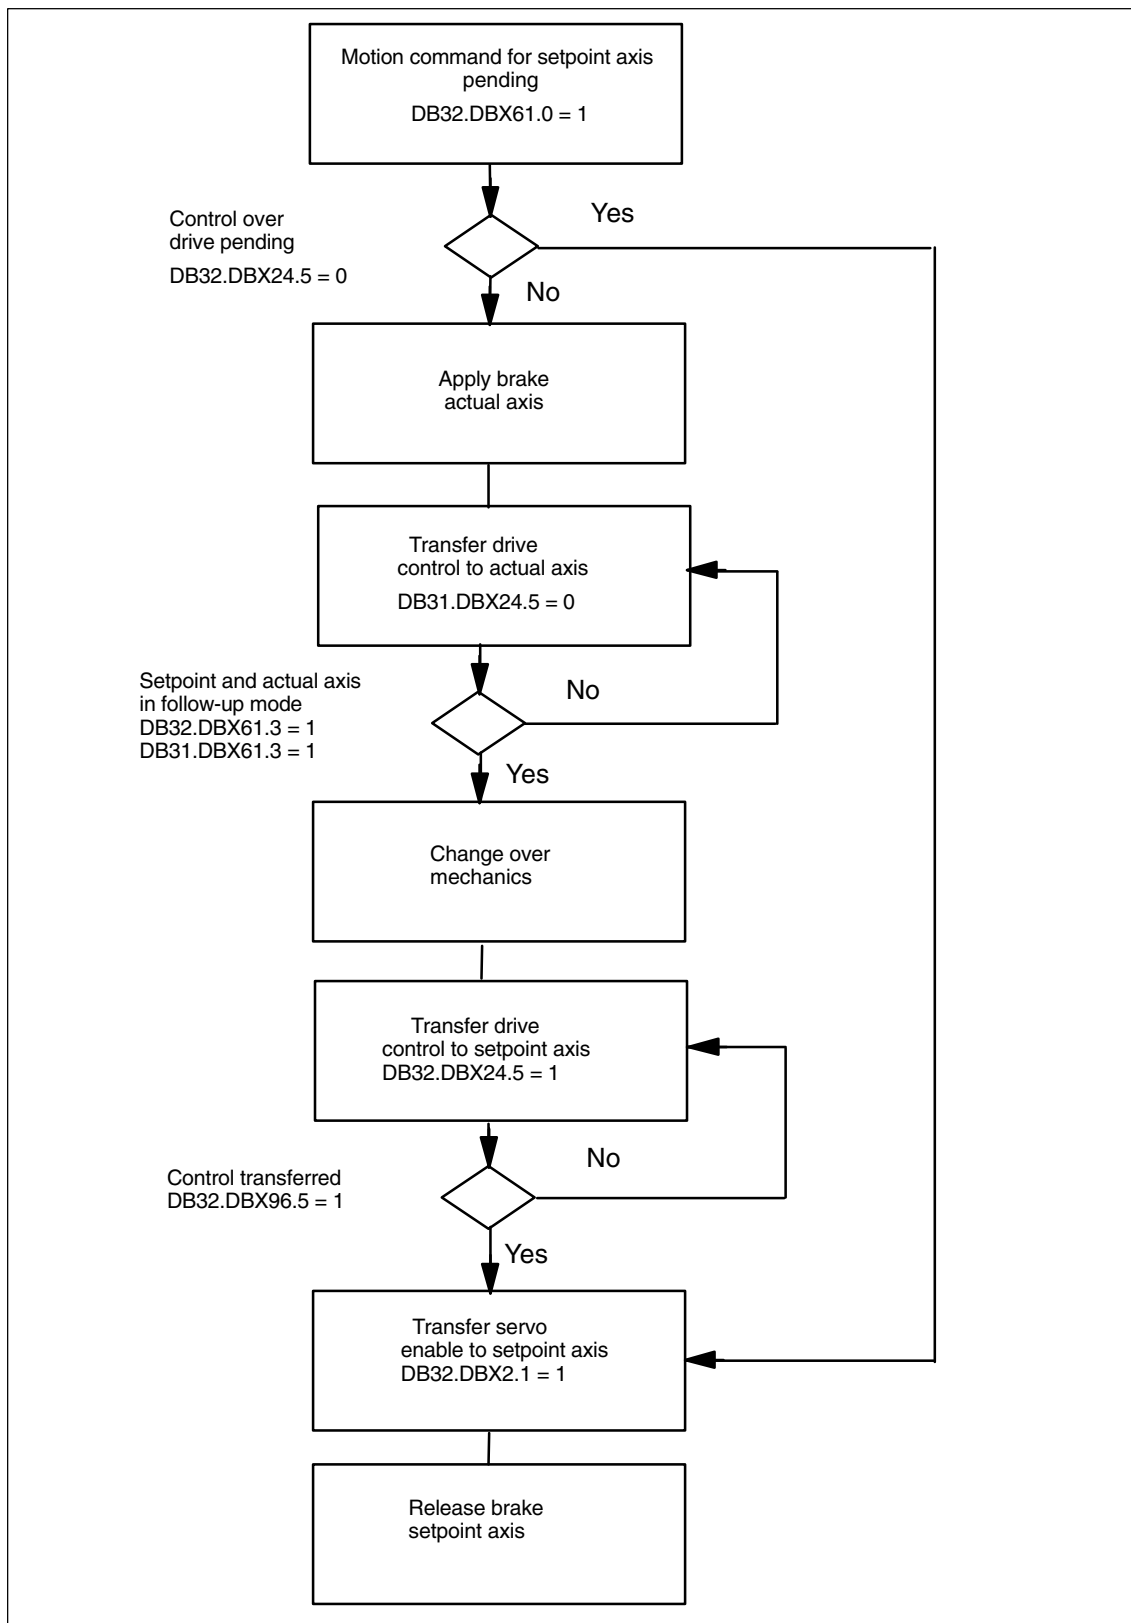 Motion command for setpoint axis
pending
DB32.DBX61.0 = 1
Yes
Control over
drive pending
DB32.DBX24.5 = 0
No
Apply brake
actual axis
Transfer drive
control to actual axis
DB31.DBX24.5 = 0
Setpoint and actual axis
in follow-up mode
DB32.DBX61.3 = 1
DB31.DBX61.3 = 1
No
Yes
Change over
mechanics
Transfer drive
control to setpoint axis
DB32.DBX24.5 = 1
No
Control transferred
DB32.DBX96.5 = 1
Yes
Transfer servo
enable to setpoint axis
DB32.DBX2.1 = 1
Release brake
setpoint axis